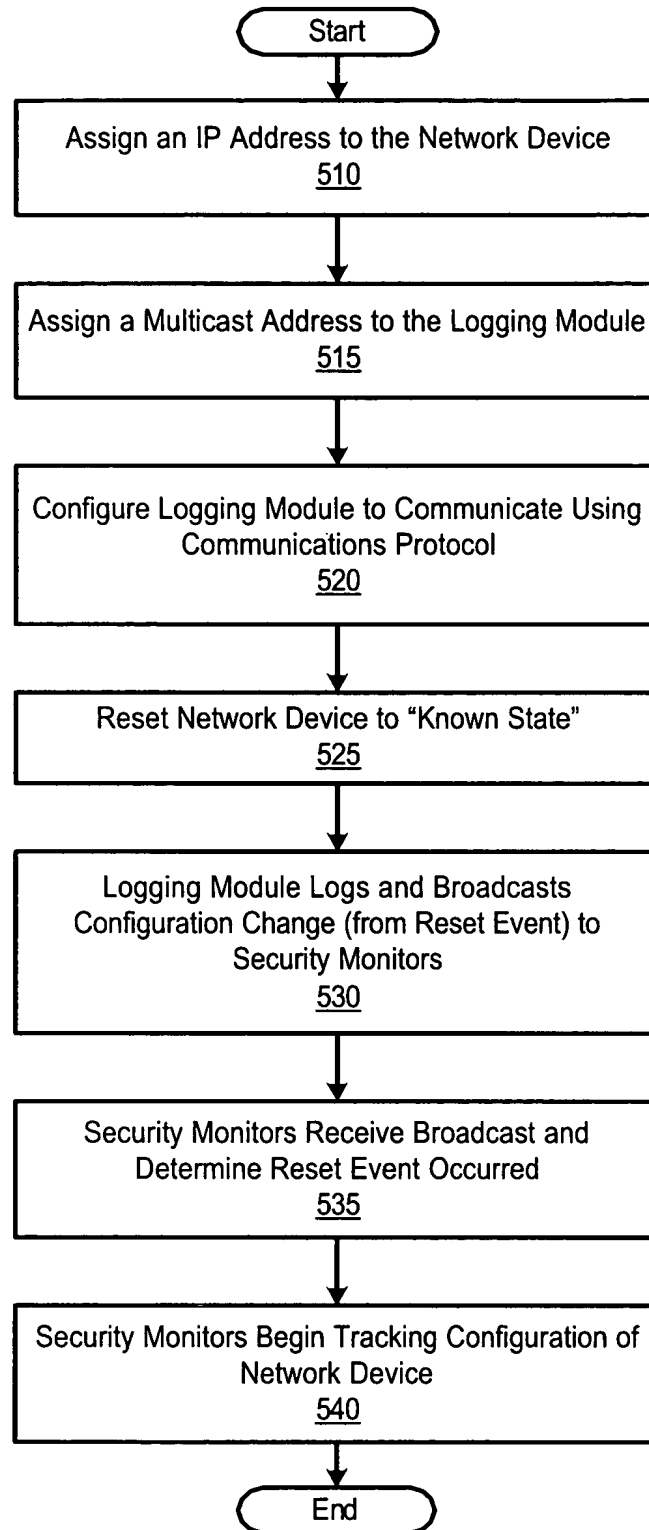 Start
Assign an IP Address to the Network Device
510
Assign a Multicast Address to the Logging Module
515
Configure Logging Module to Communicate Using
Communications Protocol
520
Reset Network Device to “Known State”
525
Logging Module Logs and Broadcasts
Configuration Change (from Reset Event) to
Security Monitors
530
Security Monitors Receive Broadcast and
Determine Reset Event Occurred
535
Security Monitors Begin Tracking Configuration of
Network Device
540
End